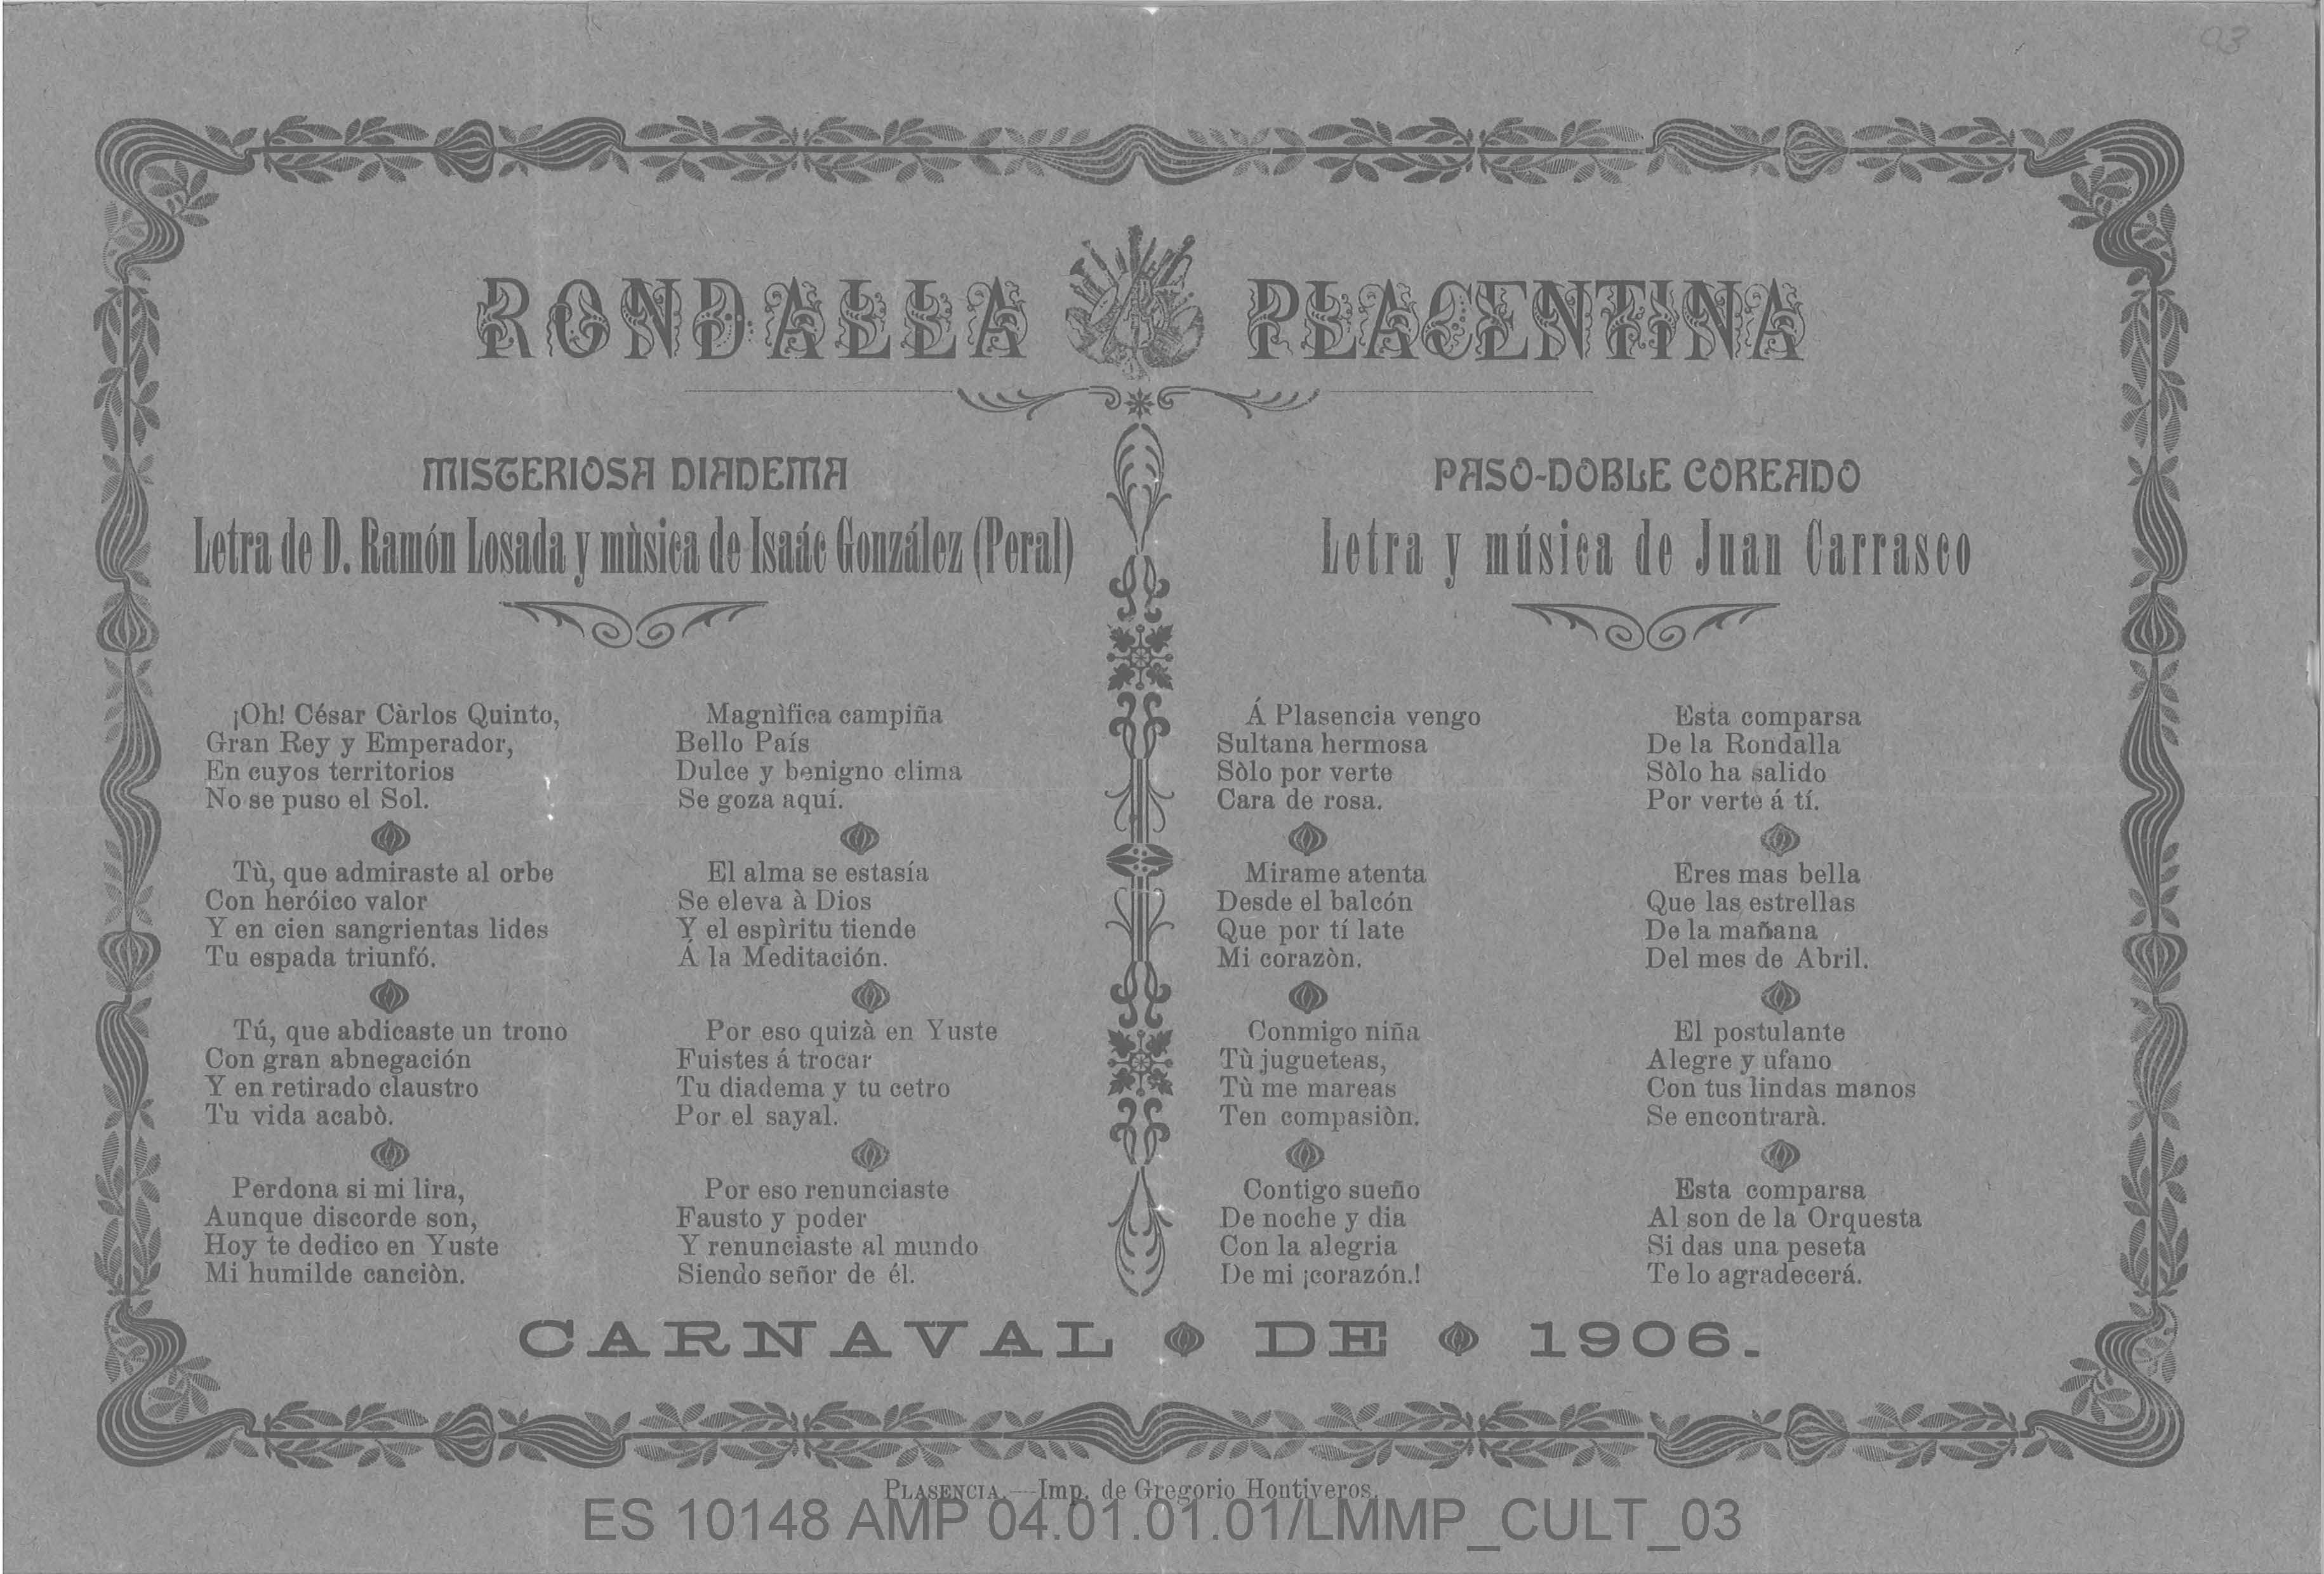 03
RONDALLA PLACENTINA
MISTERIOSA DIADEMA
Letra de D. Ramón Losada y mùsica de Isaác González (Peral)
¡Oh! César Càrlos Quinto,
Gran Rey y Emperador,
En cuyos territorios
No se puso el Sol.
Tù, que admiraste al orbe
Con heróico valor
Y en cien sangrientas lides
Tu espada triunfó.
Tú, que abdicaste un trono
Con gran abnegación
Y en retirado claustro
Tu vida acabò.
Perdona si mi lira,
Aunque discorde son,
Hoy te dedico en Yuste
Mi humilde canciòn.
Magnìfica campiña
Bello País
Dulce y benigno clima
Se goza aquí.
El alma se estasía
Se eleva à Dios
Y el espìritu tiende
Á la Meditación.
Por eso quizà en Yuste
Fuistes á trocar
Tu diadema y tu cetro
Por el sayal.
Por eso renunciaste
Fausto y poder
Y renunciaste al mundo
Siendo señor de él.
PASO-DOBLE COREADO
Letra y música de Juan Carrasco
Á Plasencia vengo
Sultana hermosa
Sòlo por verte
Cara de rosa.
Mirame atenta
Desde el balcón
Que por tí late
Mi corazòn.
Conmigo niña
Tù jugueteas,
Tù me mareas
Ten compasiòn.
Contigo sueño
De noche y dia
Con la alegria
De mi ¡corazón.!
Esta comparsa
De la Rondalla
Sòlo ha salido
Por verte á tí.
Eres mas bella
Que las estrellas
De la mañana
Del mes de Abril.
El postulante
Alegre y ufano
Con tus lindas manos
Se encontrarà.
Esta comparsa
Al son de la Orquesta
Si das una peseta
Te lo agradecerá.
CARNAVAL DE 1906.
PLASENCIA.—Imp. de Gregorio Hontiveros.
ES 10148 AMP 04.01.01.01/LMMP_CULT_03